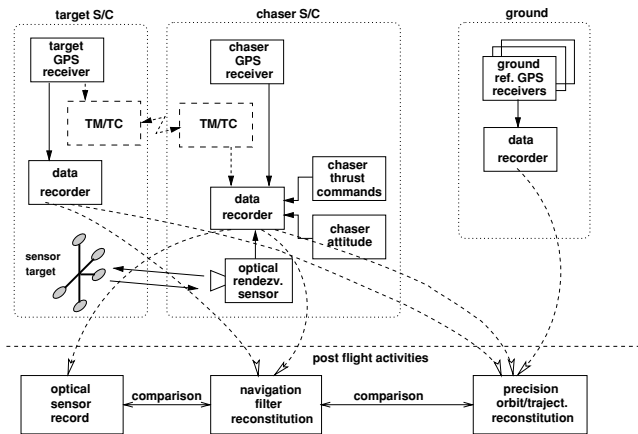 target S/C
chaser S/C
ground
target
GPS
receiver
chaser
GPS
receiver
ground
ref. GPS
receivers
TM/TC
TM/TC
data
recorder
data
recorder
chaser
thrust
commands
data
recorder
chaser
attitude
sensor
target
optical
rendezv.
sensor
post flight activities
optical
sensor
record
comparison
navigation
filter
reconstitution
comparison
precision
orbit/traject.
reconstitution